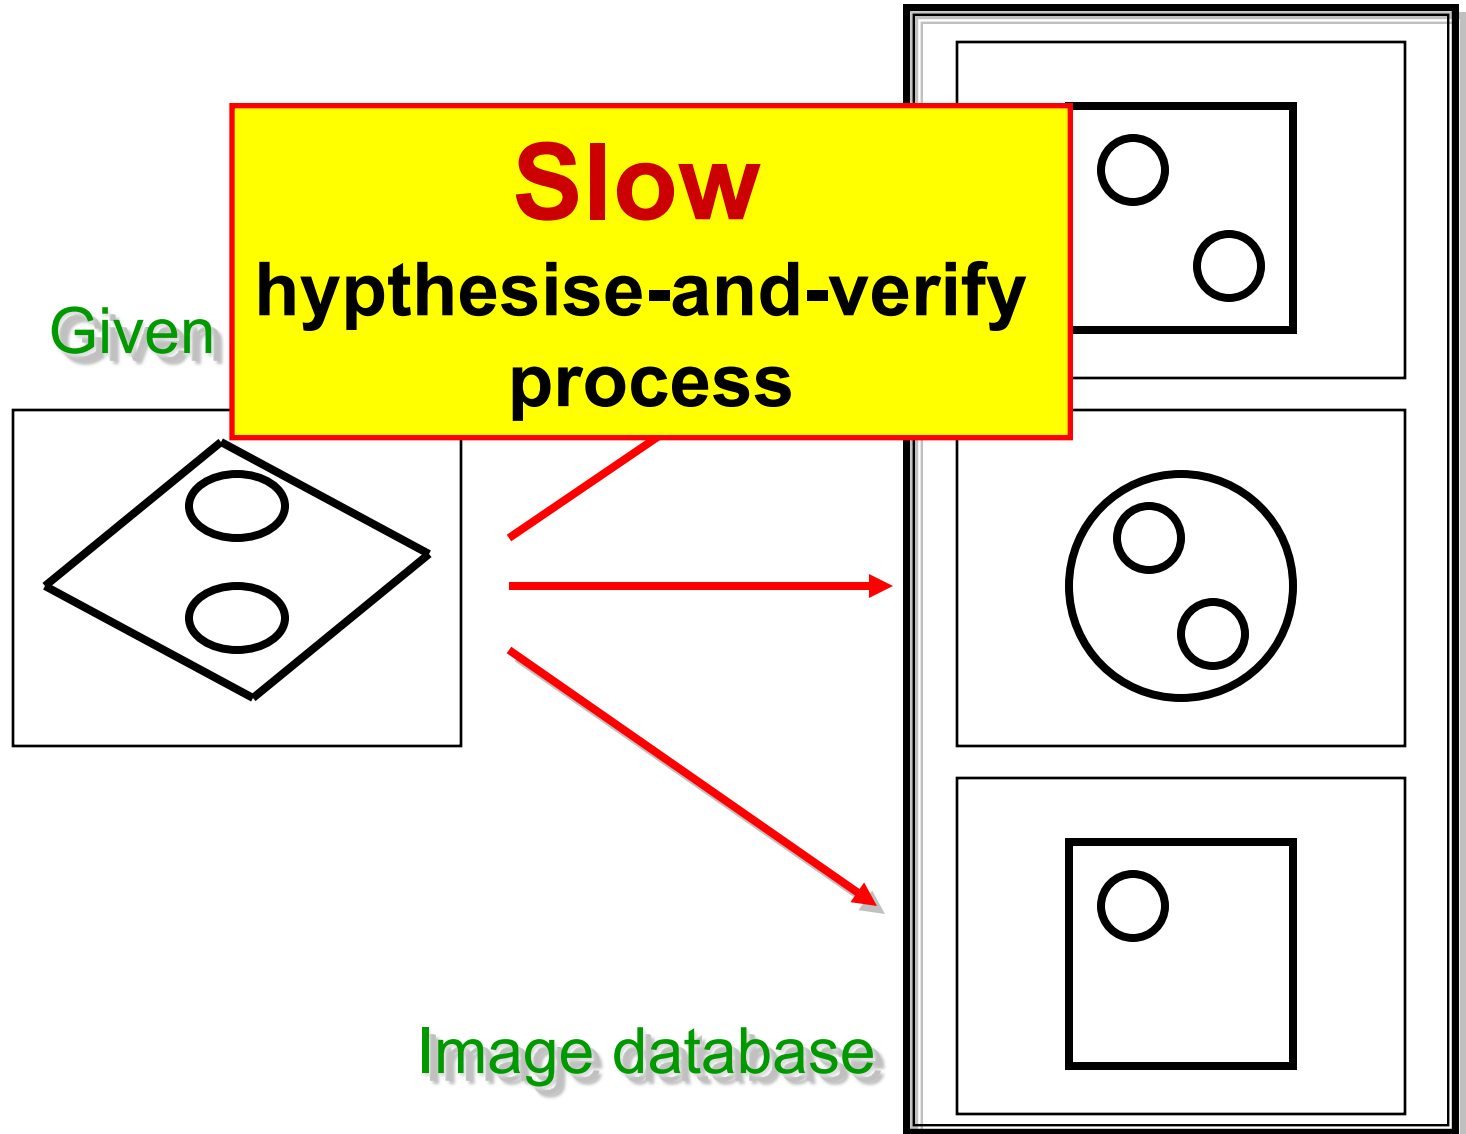 Slow
hypthesise-and-verify
process
Given
Image database